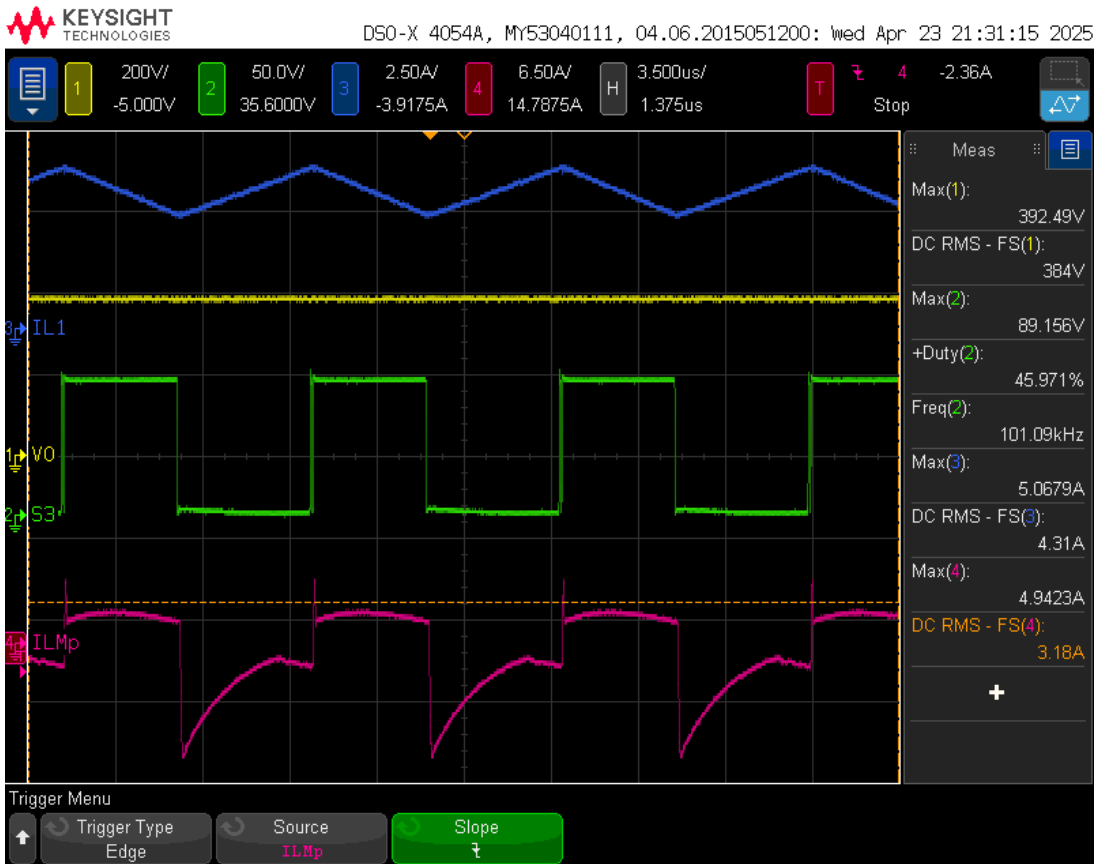 KEYSIGHT
TECHNOLOGIES
DSO-X 4054A, MY53040111, 04.06.2015051200: Wed Apr 23 21:31:15 2025
1 200V/ 2 50.0V/ 3 2.50A/ 4 6.50A/ H 3.500us/ T 4 -2.36A
-5.000V 35.6000V -3.9175A 14.7875A 1.375us Stop
Meas
Max(1):
392.49V
DC RMS - FS(1):
384V
Max(2):
89.156V
+Duty(2):
45.971%
Freq(2):
101.09kHz
Max(3):
5.0679A
DC RMS - FS(3):
4.31A
Max(4):
4.9423A
DC RMS - FS(4):
3.18A
+
3 IL1
1 VO
2 S3
4 ILMp
Trigger Menu
Trigger Type
Edge
Source
ILMp
Slope